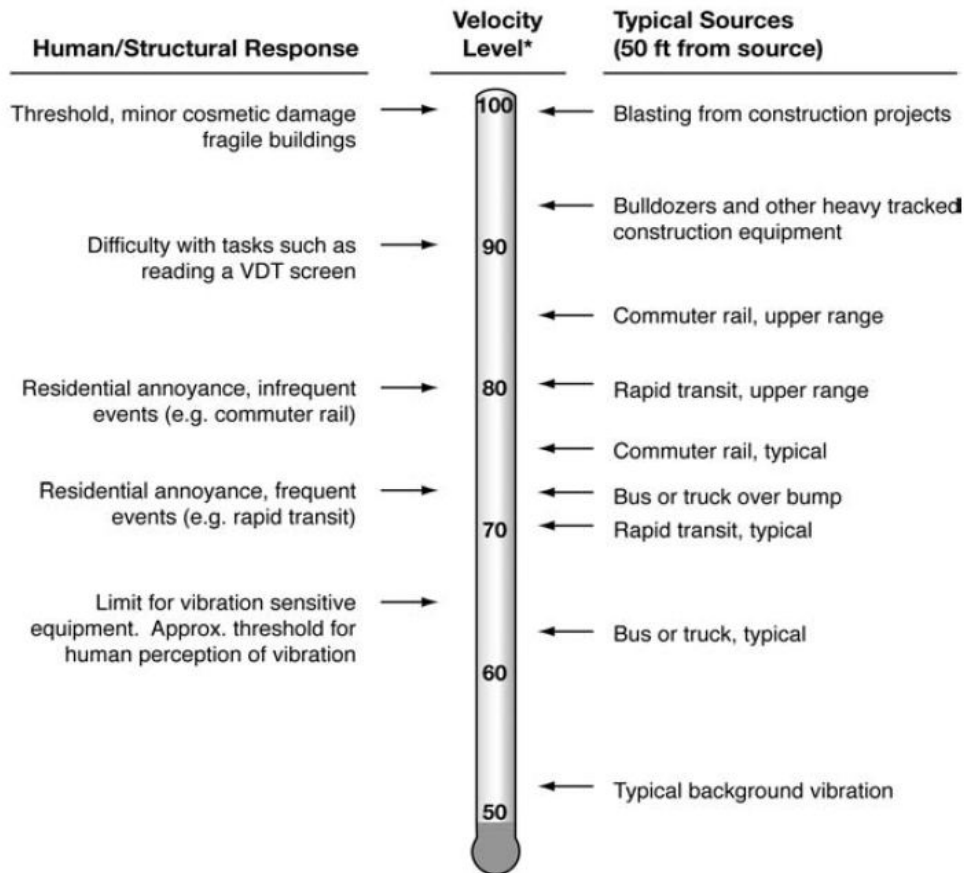 Human/Structural Response
Velocity
Level*
Typical Sources
(50 ft from source)
Threshold, minor cosmetic damage
fragile buildings
100
Blasting from construction projects
Bulldozers and other heavy tracked
construction equipment
Difficulty with tasks such as
reading a VDT screen
90
Commuter rail, upper range
Residential annoyance, infrequent
events (e.g. commuter rail)
80
Rapid transit, upper range
Commuter rail, typical
Residential annoyance, frequent
events (e.g. rapid transit)
Bus or truck over bump
70
Rapid transit, typical
Limit for vibration sensitive
equipment. Approx. threshold for
human perception of vibration
Bus or truck, typical
60
Typical background vibration
50